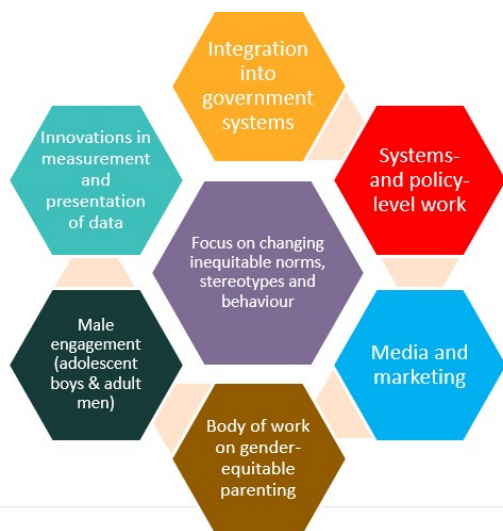 Integration
into
government
systems
Innovations in
measurement
and
presentation
of data
Systems-
and policy-
level work
Focus on changing
inequitable norms,
stereotypes and
behaviour
Male
engagement
(adolescent
boys & adult
men)
Media and
marketing
Body of work
on gender-
equitable
parenting